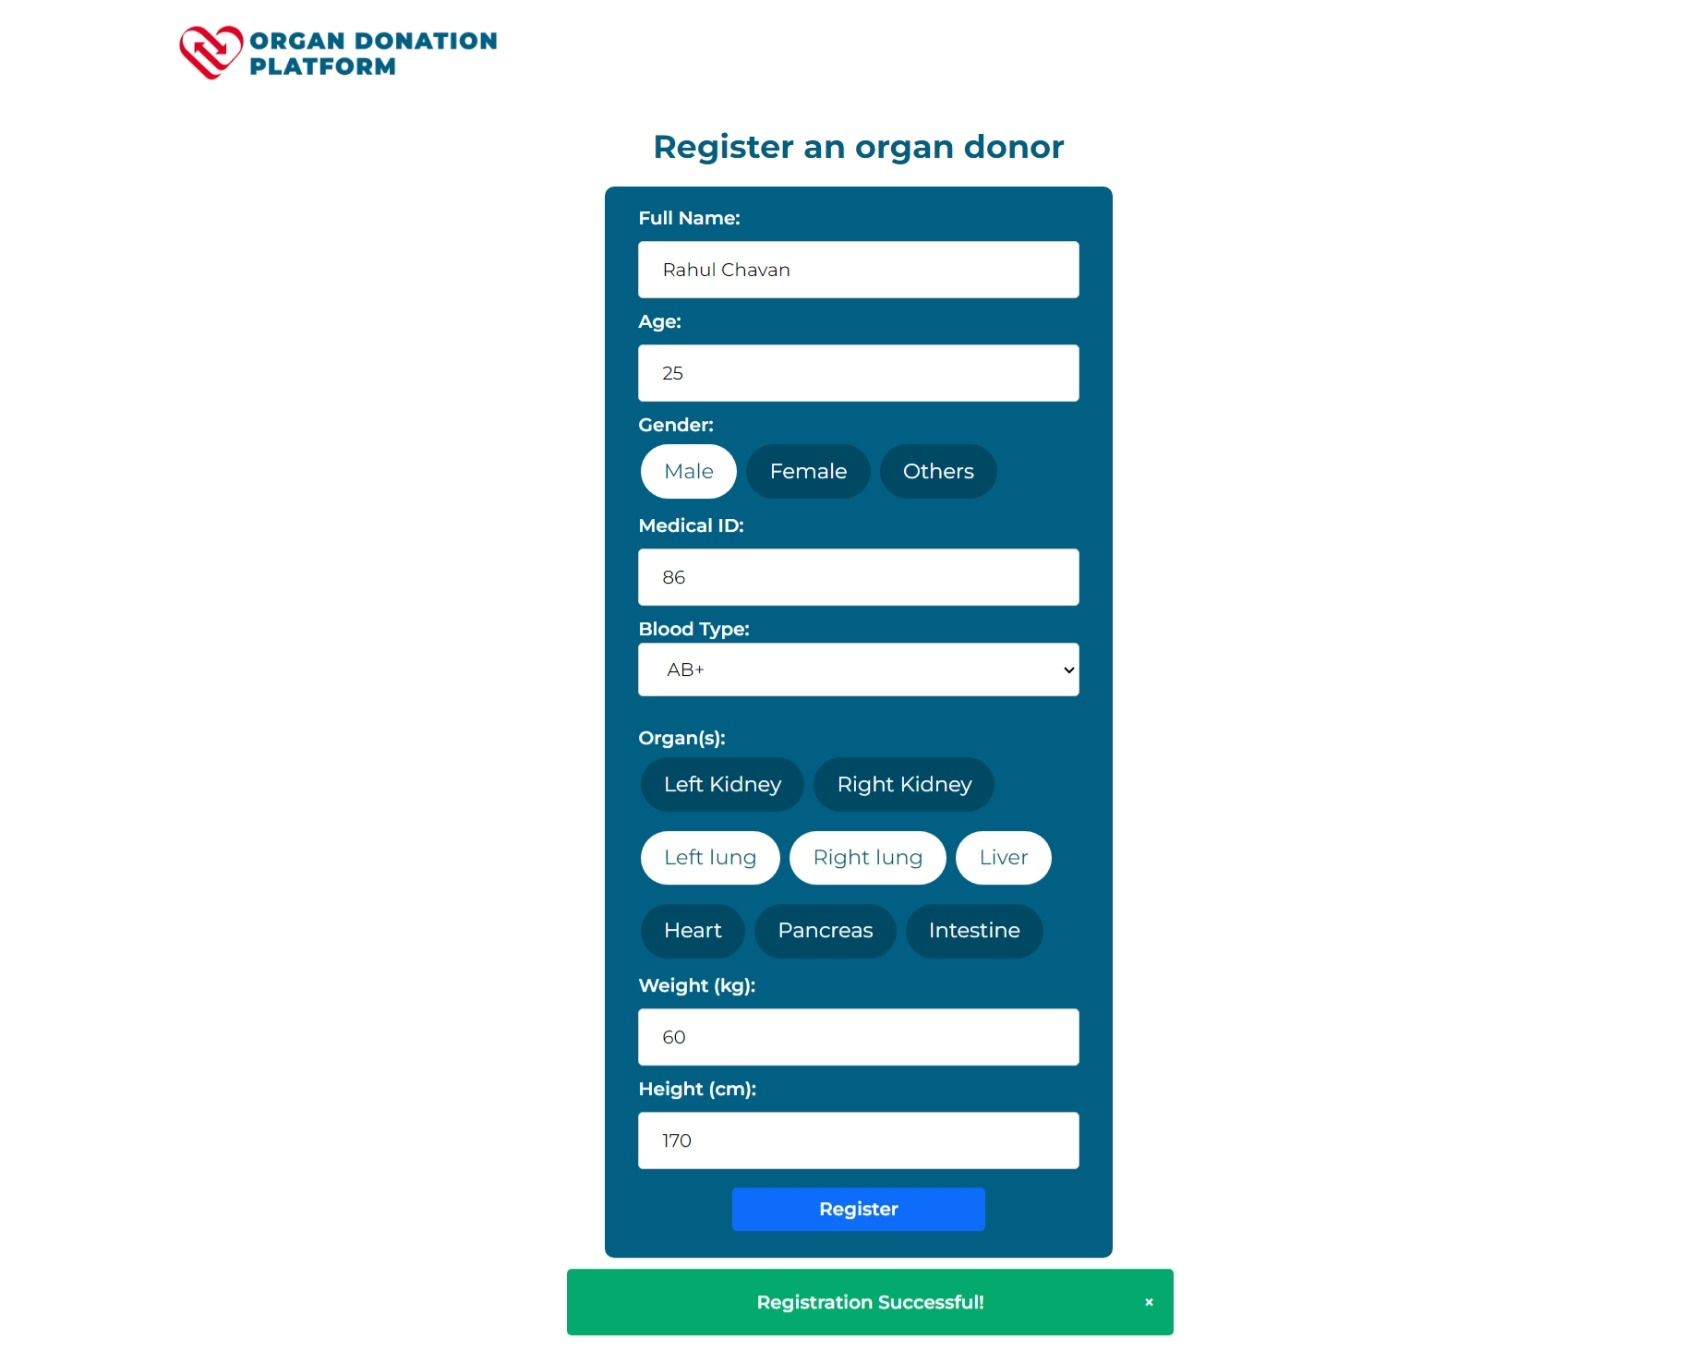 ORGAN DONATION
PLATFORM
Register an organ donor
Full Name:
Rahul Chavan
Age:
25
Gender:
Male Female Others
Medical ID:
86
Blood Type:
AB+
Organ(s):
Left Kidney Right Kidney
Left lung Right lung Liver
Heart Pancreas Intestine
Weight (kg):
60
Height (cm):
170
Register
Registration Successful! ×